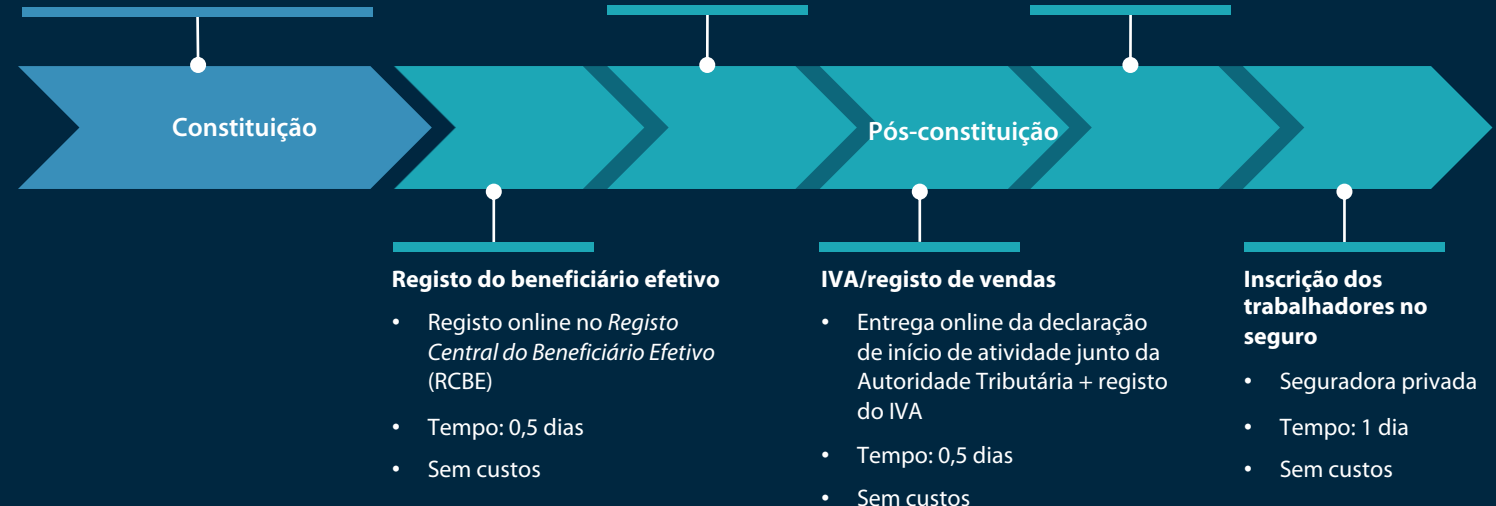 Constituição
Pós-constituição
Registo do beneficiário efetivo
• Registo online no Registo
Central do Beneficiário Efetivo
(RCBE)
• Tempo: 0,5 dias
• Sem custos
IVA/registo de vendas
• Entrega online da declaração
de início de atividade junto da
Autoridade Tributária + registo
do IVA
• Tempo: 0,5 dias
• Sem custos
Inscrição dos
trabalhadores no
seguro
• Seguradora privada
• Tempo: 1 dia
• Sem custos